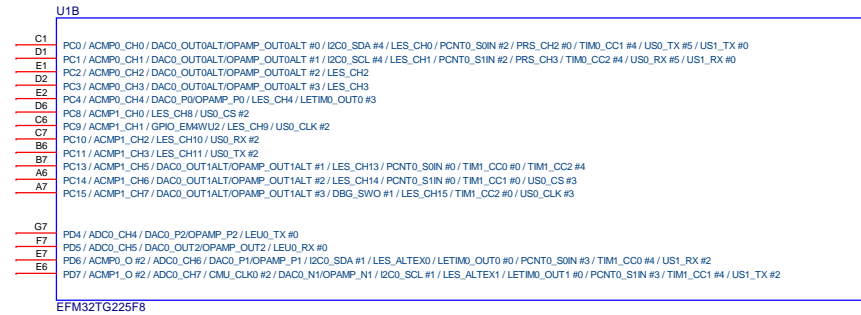 U1B
C1 PC0 / ACMP0_CH0 / DAC0_OUT0ALT/OPAMP_OUT0ALT #0 / I2C0_SDA #4 / LES_CH0 / PCNT0_S0IN #2 / PRS_CH2 #0 / TIM0_CC1 #4 / US0_TX #5 / US1_TX #0
D1 PC1 / ACMP0_CH1 / DAC0_OUT0ALT/OPAMP_OUT0ALT #1 / I2C0_SCL #4 / LES_CH1 / PCNT0_S1IN #2 / PRS_CH3 / TIM0_CC2 #4 / US0_RX #5 / US1_RX #0
E1 PC2 / ACMP0_CH2 / DAC0_OUT0ALT/OPAMP_OUT0ALT #2 / LES_CH2
D2 PC3 / ACMP0_CH3 / DAC0_OUT0ALT/OPAMP_OUT0ALT #3 / LES_CH3
E2 PC4 / ACMP0_CH4 / DAC0_P0/OPAMP_P0 / LES_CH4 / LETIM0_OUT0 #3
D6 PC8 / ACMP1_CH0 / LES_CH8 / US0_CS #2
C6 PC9 / ACMP1_CH1 / GPIO_EM4WU2 / LES_CH9 / US0_CLK #2
C7 PC10 / ACMP1_CH2 / LES_CH10 / US0_RX #2
B6 PC11 / ACMP1_CH3 / LES_CH11 / US0_TX #2
B7 PC13 / ACMP1_CH5 / DAC0_OUT1ALT/OPAMP_OUT1ALT #1 / LES_CH13 / PCNT0_S0IN #0 / TIM1_CC0 #0 / TIM1_CC2 #4
A6 PC14 / ACMP1_CH6 / DAC0_OUT1ALT/OPAMP_OUT1ALT #2 / LES_CH14 / PCNT0_S1IN #0 / TIM1_CC1 #0 / US0_CS #3
A7 PC15 / ACMP1_CH7 / DAC0_OUT1ALT/OPAMP_OUT1ALT #3 / DBG_SWO #1 / LES_CH15 / TIM1_CC2 #0 / US0_CLK #3
G7 PD4 / ADC0_CH4 / DAC0_P2/OPAMP_P2 / LEU0_TX #0
F7 PD5 / ADC0_CH5 / DAC0_OUT2/OPAMP_OUT2 / LEU0_RX #0
E7 PD6 / ACMP0_O #2 / ADC0_CH6 / DAC0_P1/OPAMP_P1 / I2C0_SDA #1 / LES_ALTEX0 / LETIM0_OUT0 #0 / PCNT0_S0IN #3 / TIM1_CC0 #4 / US1_RX #2
E6 PD7 / ACMP1_O #2 / ADC0_CH7 / CMU_CLK0 #2 / DAC0_N1/OPAMP_N1 / I2C0_SCL #1 / LES_ALTEX1 / LETIM0_OUT1 #0 / PCNT0_S1IN #3 / TIM1_CC1 #4 / US1_TX #2
EFM32TG225F8